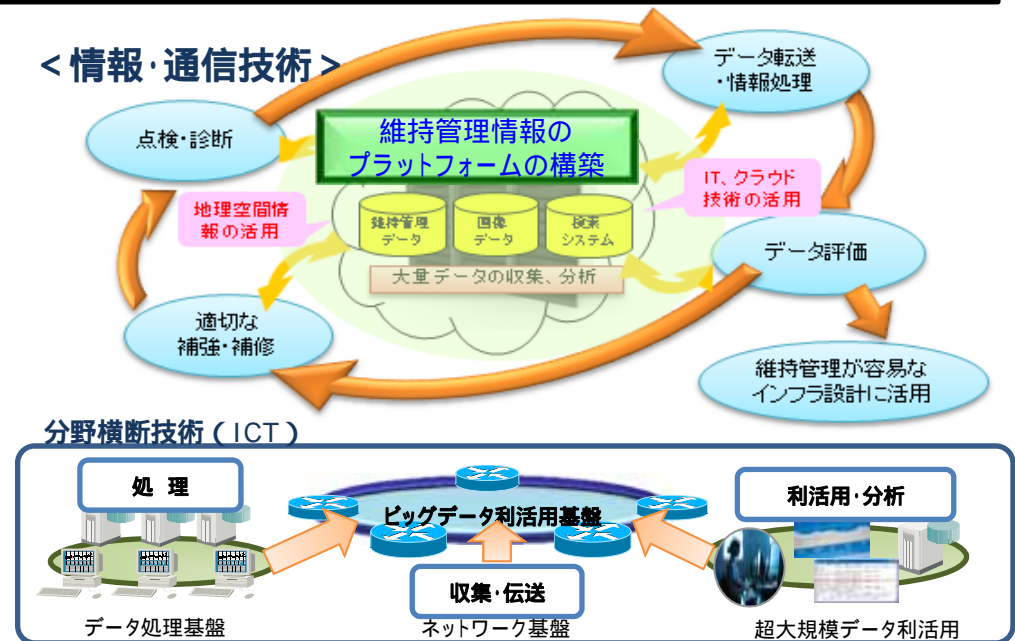 <情報・通信技術>
データ転送
・情報処理
点検・診断
維持管理情報の
プラットフォームの構築
IT、クラウド
技術の活用
地理空間情
報の活用
維持管理
データ
画像
データ
検索
システム
大量データの収集、分析
データ評価
適切な
補強・補修
維持管理が容易な
インフラ設計に活用
分野横断技術(ICT)
処 理
ビッグデータ利活用基盤
利活用・分析
収集・伝送
データ処理基盤
ネットワーク基盤
超大規模データ利活用